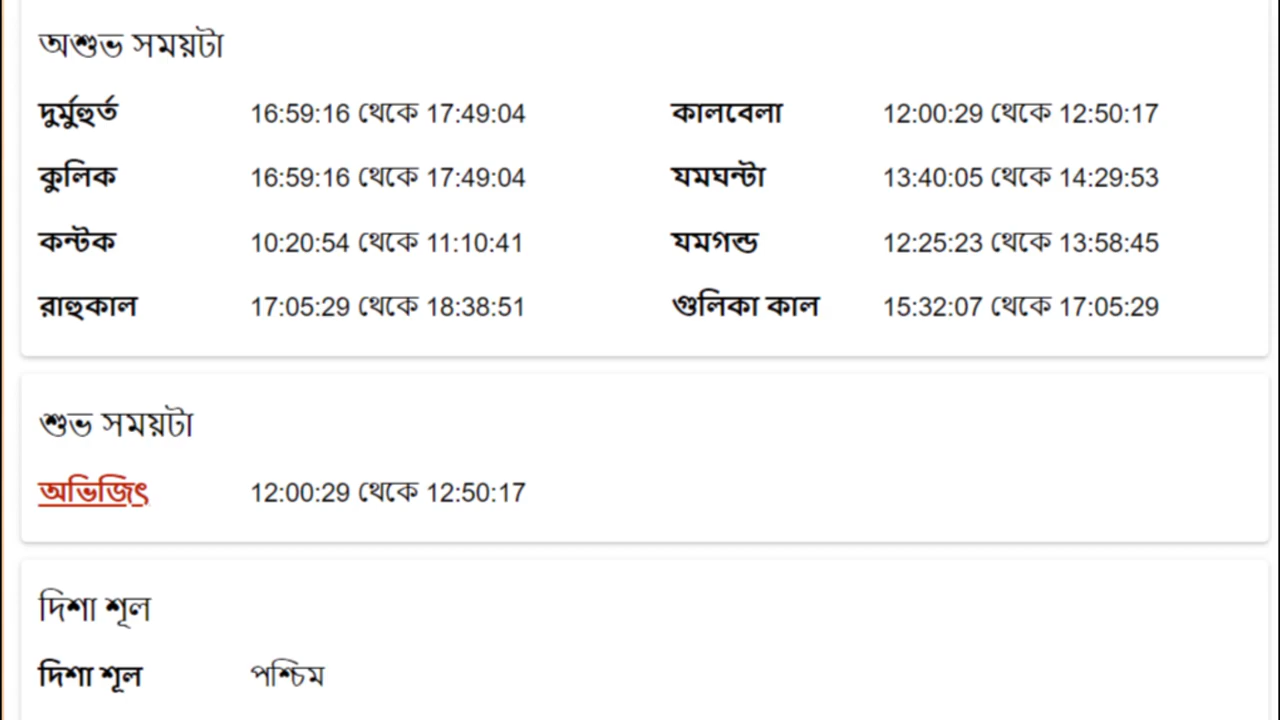 অশুভ সময়টা
দুর্মুহুর্ত 16:59:16 থেকে 17:49:04 কালবেলা 12:00:29 থেকে 12:50:17
কুলিক 16:59:16 থেকে 17:49:04 যমঘন্টা 13:40:05 থেকে 14:29:53
কন্টক 10:20:54 থেকে 11:10:41 যমগন্ড 12:25:23 থেকে 13:58:45
রাহুকাল 17:05:29 থেকে 18:38:51 গুলিকা কাল 15:32:07 থেকে 17:05:29
শুভ সময়টা
অভিজিৎ 12:00:29 থেকে 12:50:17
দিশা শূল
দিশা শূল পশ্চিম